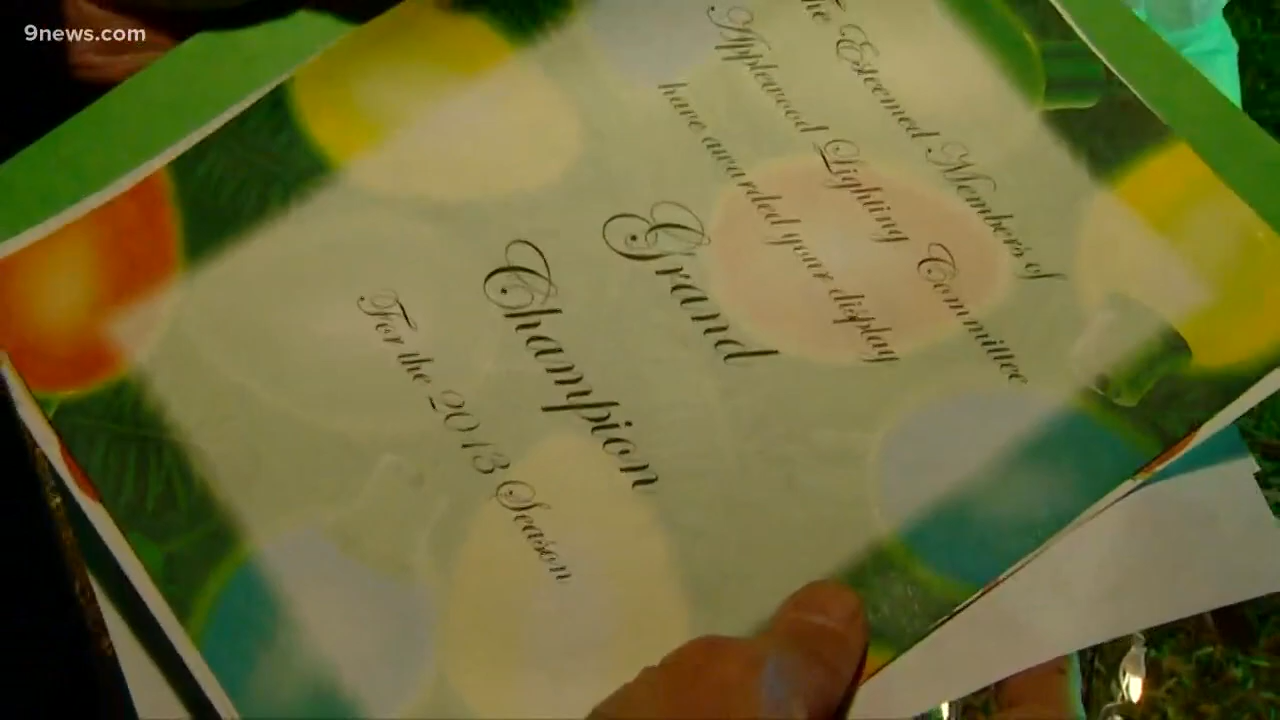 9news.com
The Esteemed Members of
Applewood Lighting Committee
have awarded your display
Grand
Champion
For the 2013 Season